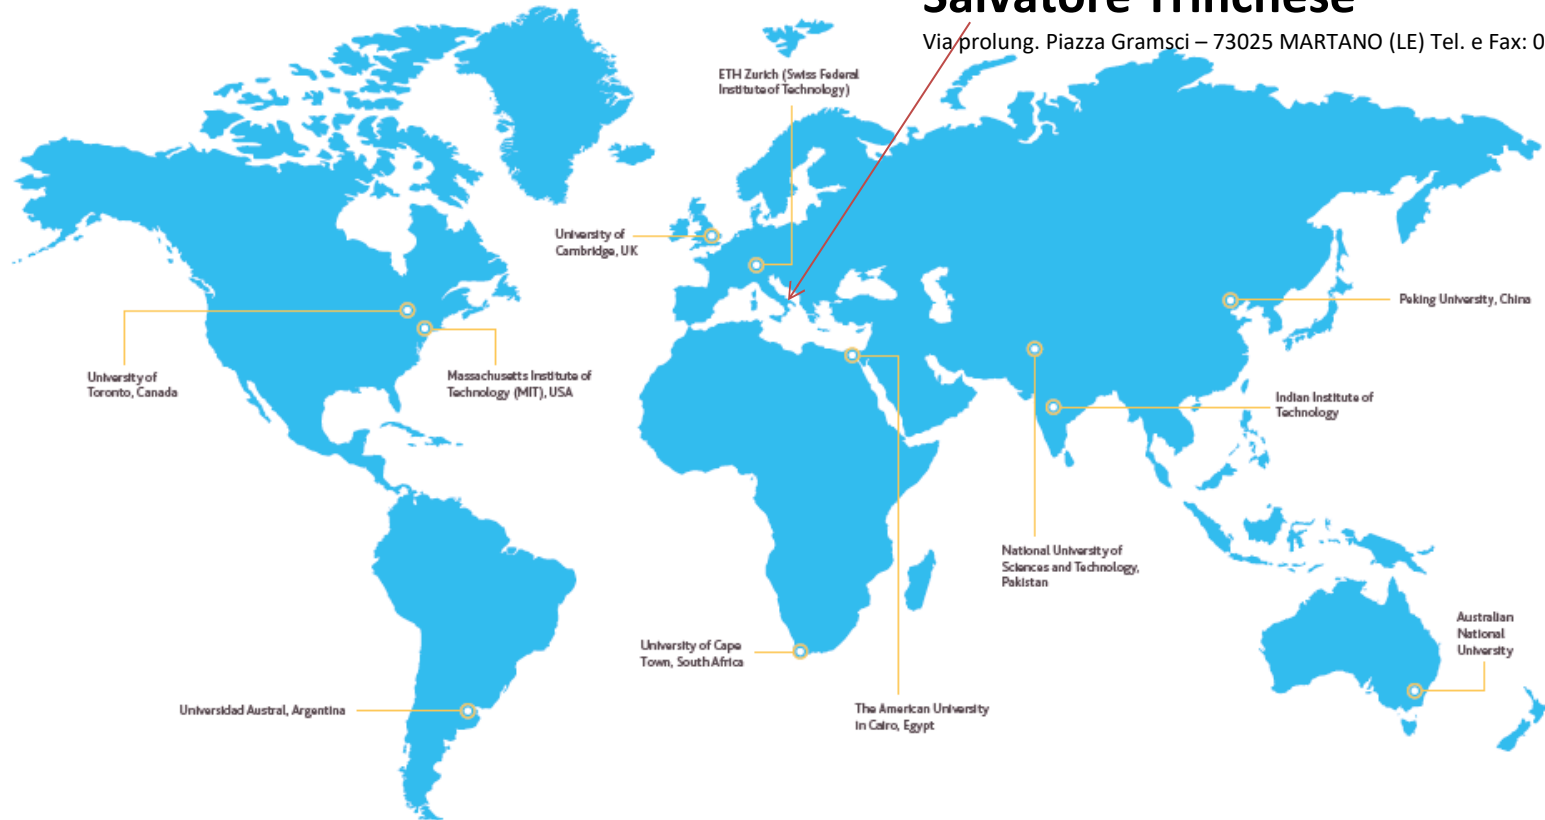 Salvatore Trinchese
Via prolung. Piazza Gramsci – 73025 MARTANO (LE) Tel. e Fax: 0
ETH Zurich (Swiss Federal
Institute of Technology)
University of
Cambridge, UK
Peking University, China
University of
Toronto, Canada
Massachusetts Institute of
Technology (MIT), USA
Indian Institute of
Technology
National University of
Sciences and Technology,
Pakistan
Australian
National
University
University of Cape
Town, South Africa
Universidad Austral, Argentina
The American University
in Cairo, Egypt